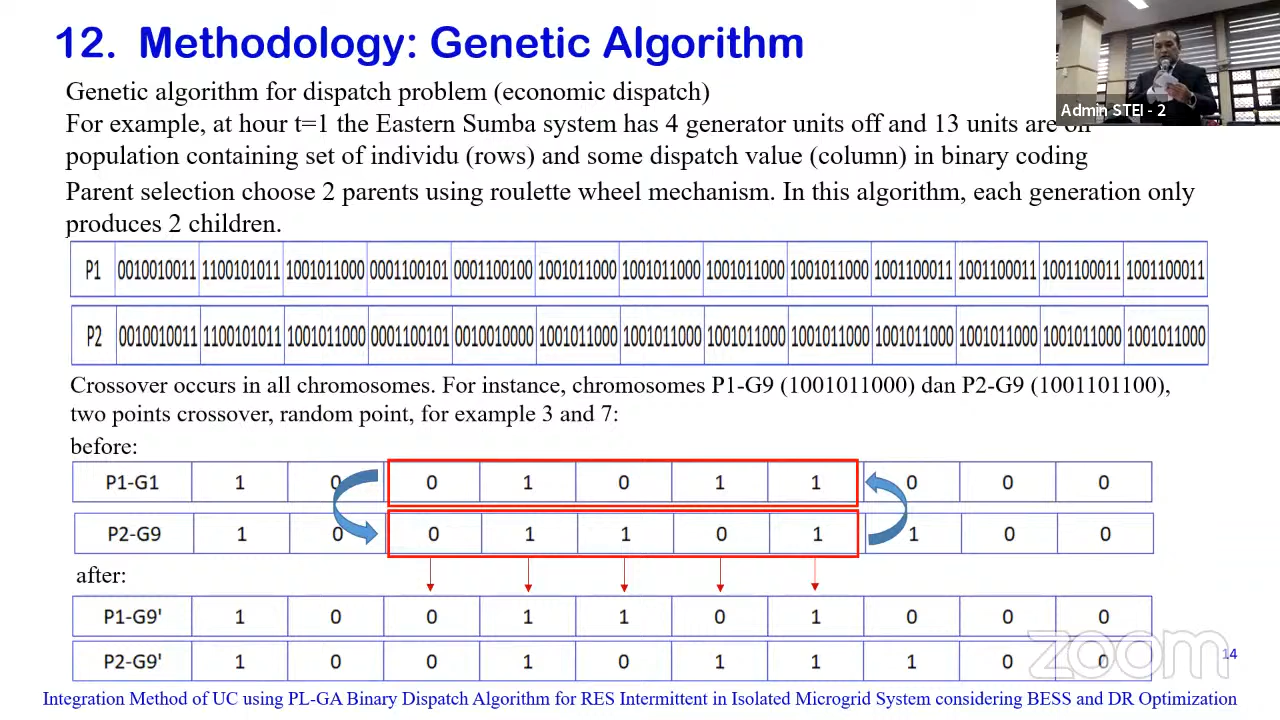 12. Methodology: Genetic Algorithm
Admin STEI - 2
Genetic algorithm for dispatch problem (economic dispatch)
For example, at hour t=1 the Eastern Sumba system has 4 generator units off and 13 units are on
population containing set of individu (rows) and some dispatch value (column) in binary coding
Parent selection choose 2 parents using roulette wheel mechanism. In this algorithm, each generation only
produces 2 children.
P1 0010010011 1100101011 1001011000 0001100101 0001100100 1001011000 1001011000 1001011000 1001011000 1001100011 1001100011 1001100011 1001100011
P2 0010010011 1100101011 1001011000 0001100101 0010010000 1001011000 1001011000 1001011000 1001011000 1001011000 1001011000 1001011000 1001011000
Crossover occurs in all chromosomes. For instance, chromosomes P1-G9 (1001011000) dan P2-G9 (1001101100),
two points crossover, random point, for example 3 and 7:
before:
P1-G1 1 0 0 1 0 1 1 0 0 0
P2-G9 1 0 0 1 1 0 1 1 0 0
after:
P1-G9' 1 0 0 1 1 0 1 0 0 0
P2-G9' 1 0 0 1 0 1 1 1 0 0
zoom
14
Integration Method of UC using PL-GA Binary Dispatch Algorithm for RES Intermittent in Isolated Microgrid System considering BESS and DR Optimization